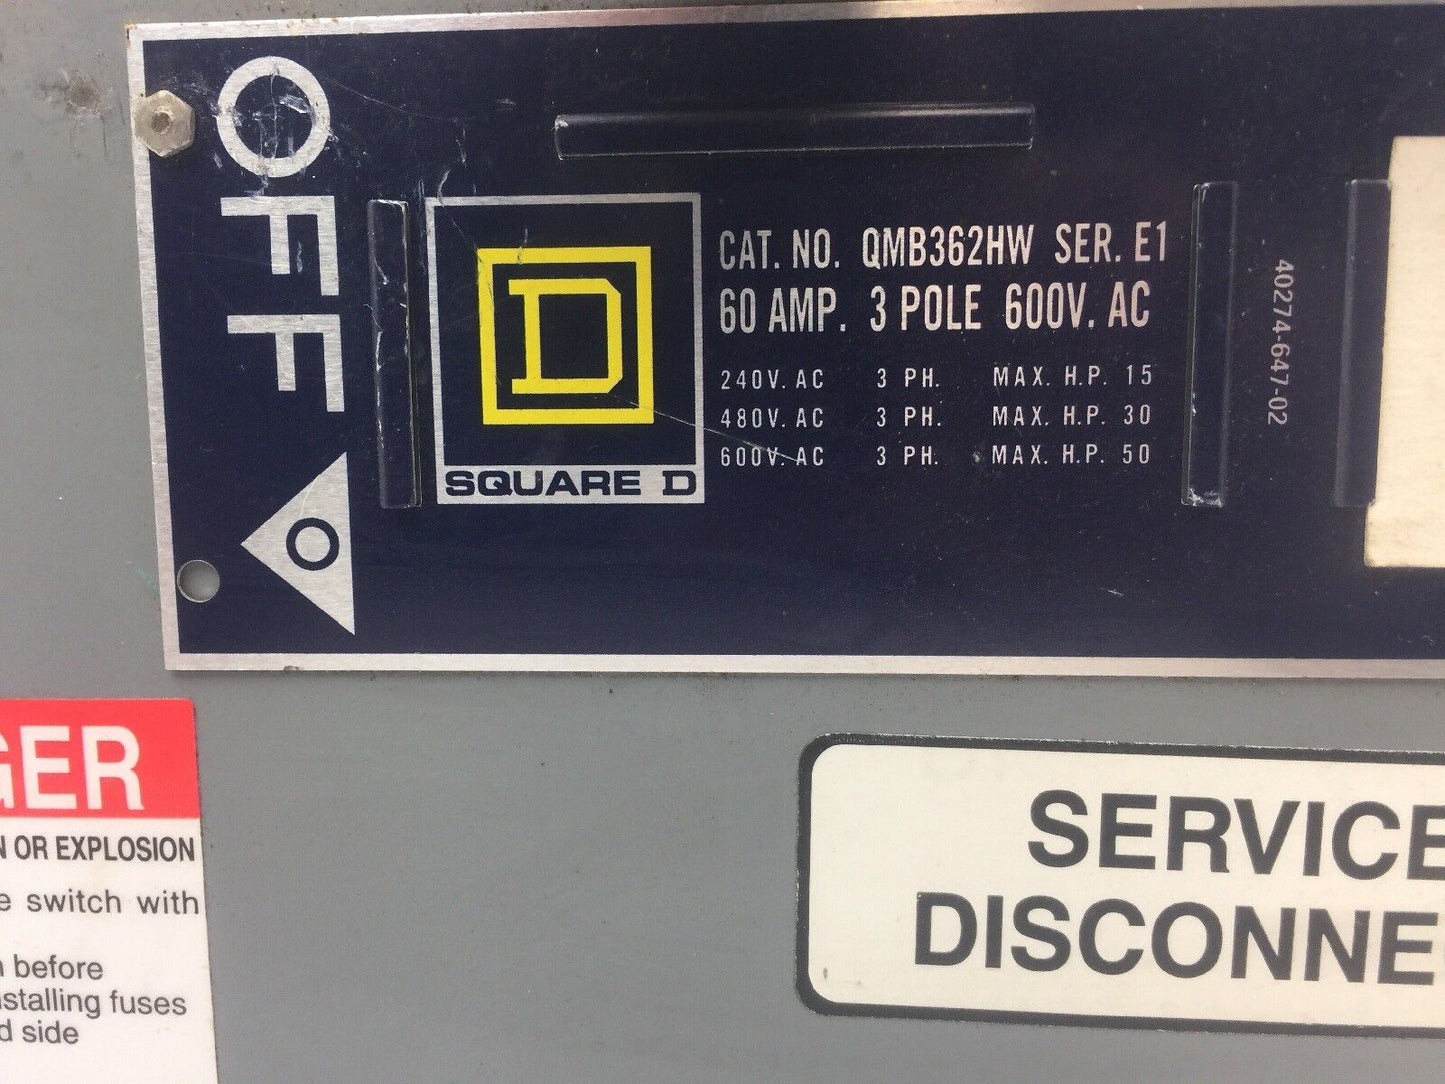 OFF
SQUARE D
CAT. NO. QMB362HW SER. E1
60 AMP. 3 POLE 600V. AC
240V. AC 3 PH. MAX. H.P. 15
480V. AC 3 PH. MAX. H.P. 30
600V. AC 3 PH. MAX. H.P. 50
40274-647-02
GER
N OR EXPLOSION
e switch with
n before
nstalling fuses
d side
SERVICE
DISCONNE